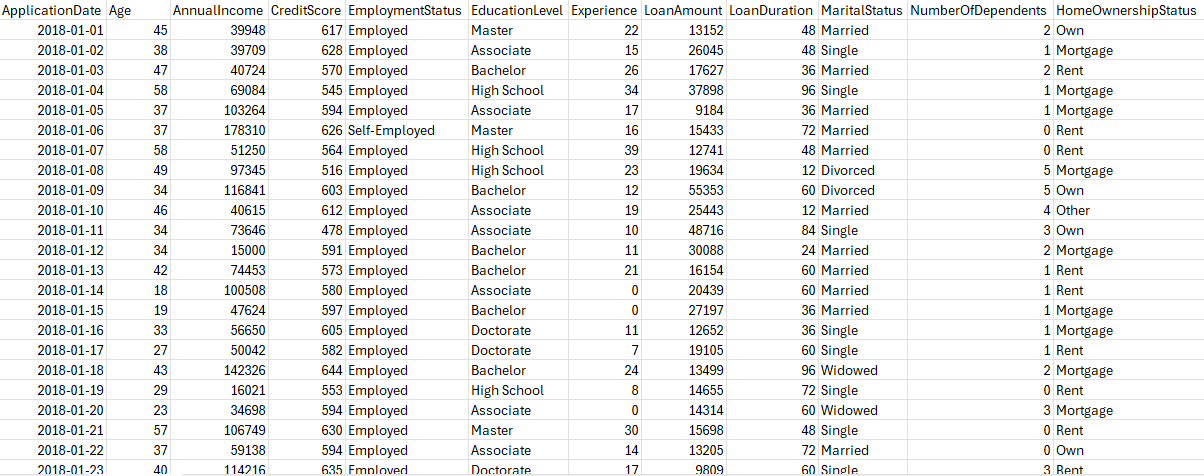 ApplicationDate Age AnnualIncome CreditScore EmploymentStatus EducationLevel Experience LoanAmount LoanDuration MaritalStatus NumberOfDependents HomeOwnershipStatus
2018-01-01 45 39948 617 Employed Master 22 13152 48 Married 2 Own
2018-01-02 38 39709 628 Employed Associate 15 26045 48 Single 1 Mortgage
2018-01-03 47 40724 570 Employed Bachelor 26 17627 36 Married 2 Rent
2018-01-04 58 69084 545 Employed High School 34 37898 96 Single 1 Mortgage
2018-01-05 37 103264 594 Employed Associate 17 9184 36 Married 1 Mortgage
2018-01-06 37 178310 626 Self-Employed Master 16 15433 72 Married 0 Rent
2018-01-07 58 51250 564 Employed High School 39 12741 48 Married 0 Rent
2018-01-08 49 97345 516 Employed High School 23 19634 12 Divorced 5 Mortgage
2018-01-09 34 116841 603 Employed Bachelor 12 55353 60 Divorced 5 Own
2018-01-10 46 40615 612 Employed Associate 19 25443 12 Married 4 Other
2018-01-11 34 73646 478 Employed Associate 10 48716 84 Single 3 Own
2018-01-12 34 15000 591 Employed Bachelor 11 30088 24 Married 2 Mortgage
2018-01-13 42 74453 573 Employed Bachelor 21 16154 60 Married 1 Rent
2018-01-14 18 100508 580 Employed Associate 0 20439 60 Married 1 Rent
2018-01-15 19 47624 597 Employed Bachelor 0 27197 36 Married 1 Mortgage
2018-01-16 33 56650 605 Employed Doctorate 11 12652 36 Single 1 Mortgage
2018-01-17 27 50042 582 Employed Doctorate 7 19105 60 Single 1 Rent
2018-01-18 43 142326 644 Employed Bachelor 24 13499 96 Widowed 2 Mortgage
2018-01-19 29 16021 553 Employed High School 8 14655 72 Single 0 Rent
2018-01-20 23 34698 594 Employed Associate 0 14314 60 Widowed 3 Mortgage
2018-01-21 57 106749 630 Employed Master 30 15698 48 Single 0 Rent
2018-01-22 37 59138 594 Employed Associate 14 13205 72 Married 0 Own
2018-01-23 40 114216 635 Employed Doctorate 17 9809 60 Single 3 Rent